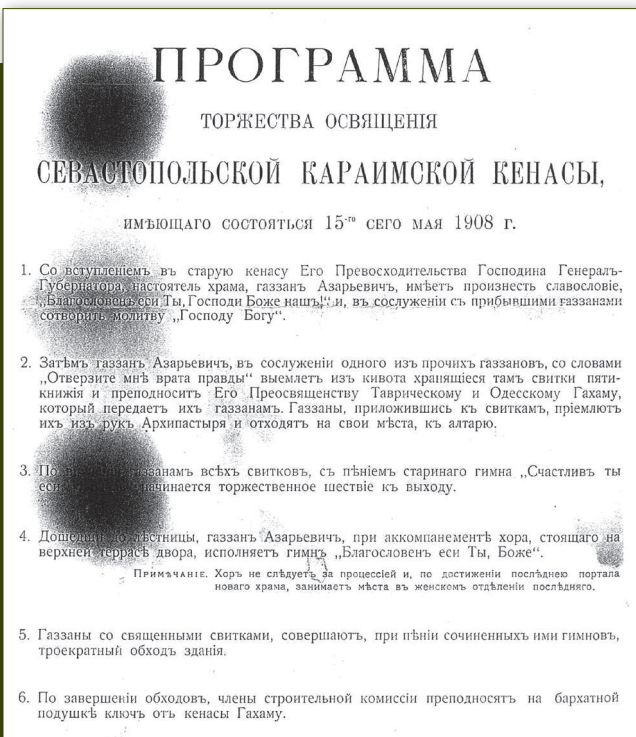 ПРОГРАММА
ТОРЖЕСТВА ОСВЯЩЕНІЯ
СЕВАСТОПОЛЬСКОЙ КАРАИМСКОЙ КЕНАСЫ,
ИМѢЮЩАГО СОСТОЯТЬСЯ 15-го СЕГО МАЯ 1908 Г.
1. Со вступленіемъ въ старую кенасу Его Превосходительства Господина Генералъ-
Губернатора, настоятель храма, газзанъ Азарьевичъ, имѣетъ произнесть славословіе,
„Благословенъ еси Ты, Господи Боже нашъ!“ и, въ сослуженіи съ прибывшими газзанами
сотворить молитву „Господу Богу“.
2. Затѣмъ газзанъ Азарьевичъ, въ сослуженіи одного изъ прочихъ газзановъ, со словами
„Отверзите мнѣ врата правды“ выемлетъ изъ кивота хранящіеся тамъ свитки пяти-
книжія и преподноситъ Его Преосвященству Таврическому и Одесскому Гахаму,
который передаетъ ихъ газзанамъ. Газзаны, приложившись къ свиткамъ, пріемлютъ
ихъ изъ рукъ Архипастыря и отходятъ на свои мѣста, къ алтарю.
3. По газзанамъ всѣхъ свитковъ, съ пѣніемъ старинаго гимна „Счастливъ ты
еси начинается торжественное шествіе къ выходу.
4. Дошедши до лѣстницы, газзанъ Азарьевичъ, при аккомпанементѣ хора, стоящаго на
верхней террасѣ двора, исполняетъ гимнъ „Благословенъ еси Ты, Боже“.
ПРИМѢЧАНІЕ. Хоръ не слѣдуетъ за процессіей и, по достиженіи послѣднею портала
новаго храма, занимаетъ мѣста въ женскомъ отдѣленіи послѣдняго.
5. Газзаны со священными свитками, совершаютъ, при пѣніи сочиненныхъ ими гимновъ,
троекратный обходъ зданія.
6. По завершеніи обходовъ, члены строительной комиссіи преподносятъ на бархатной
подушкѣ ключъ отъ кенасы Гахаму.